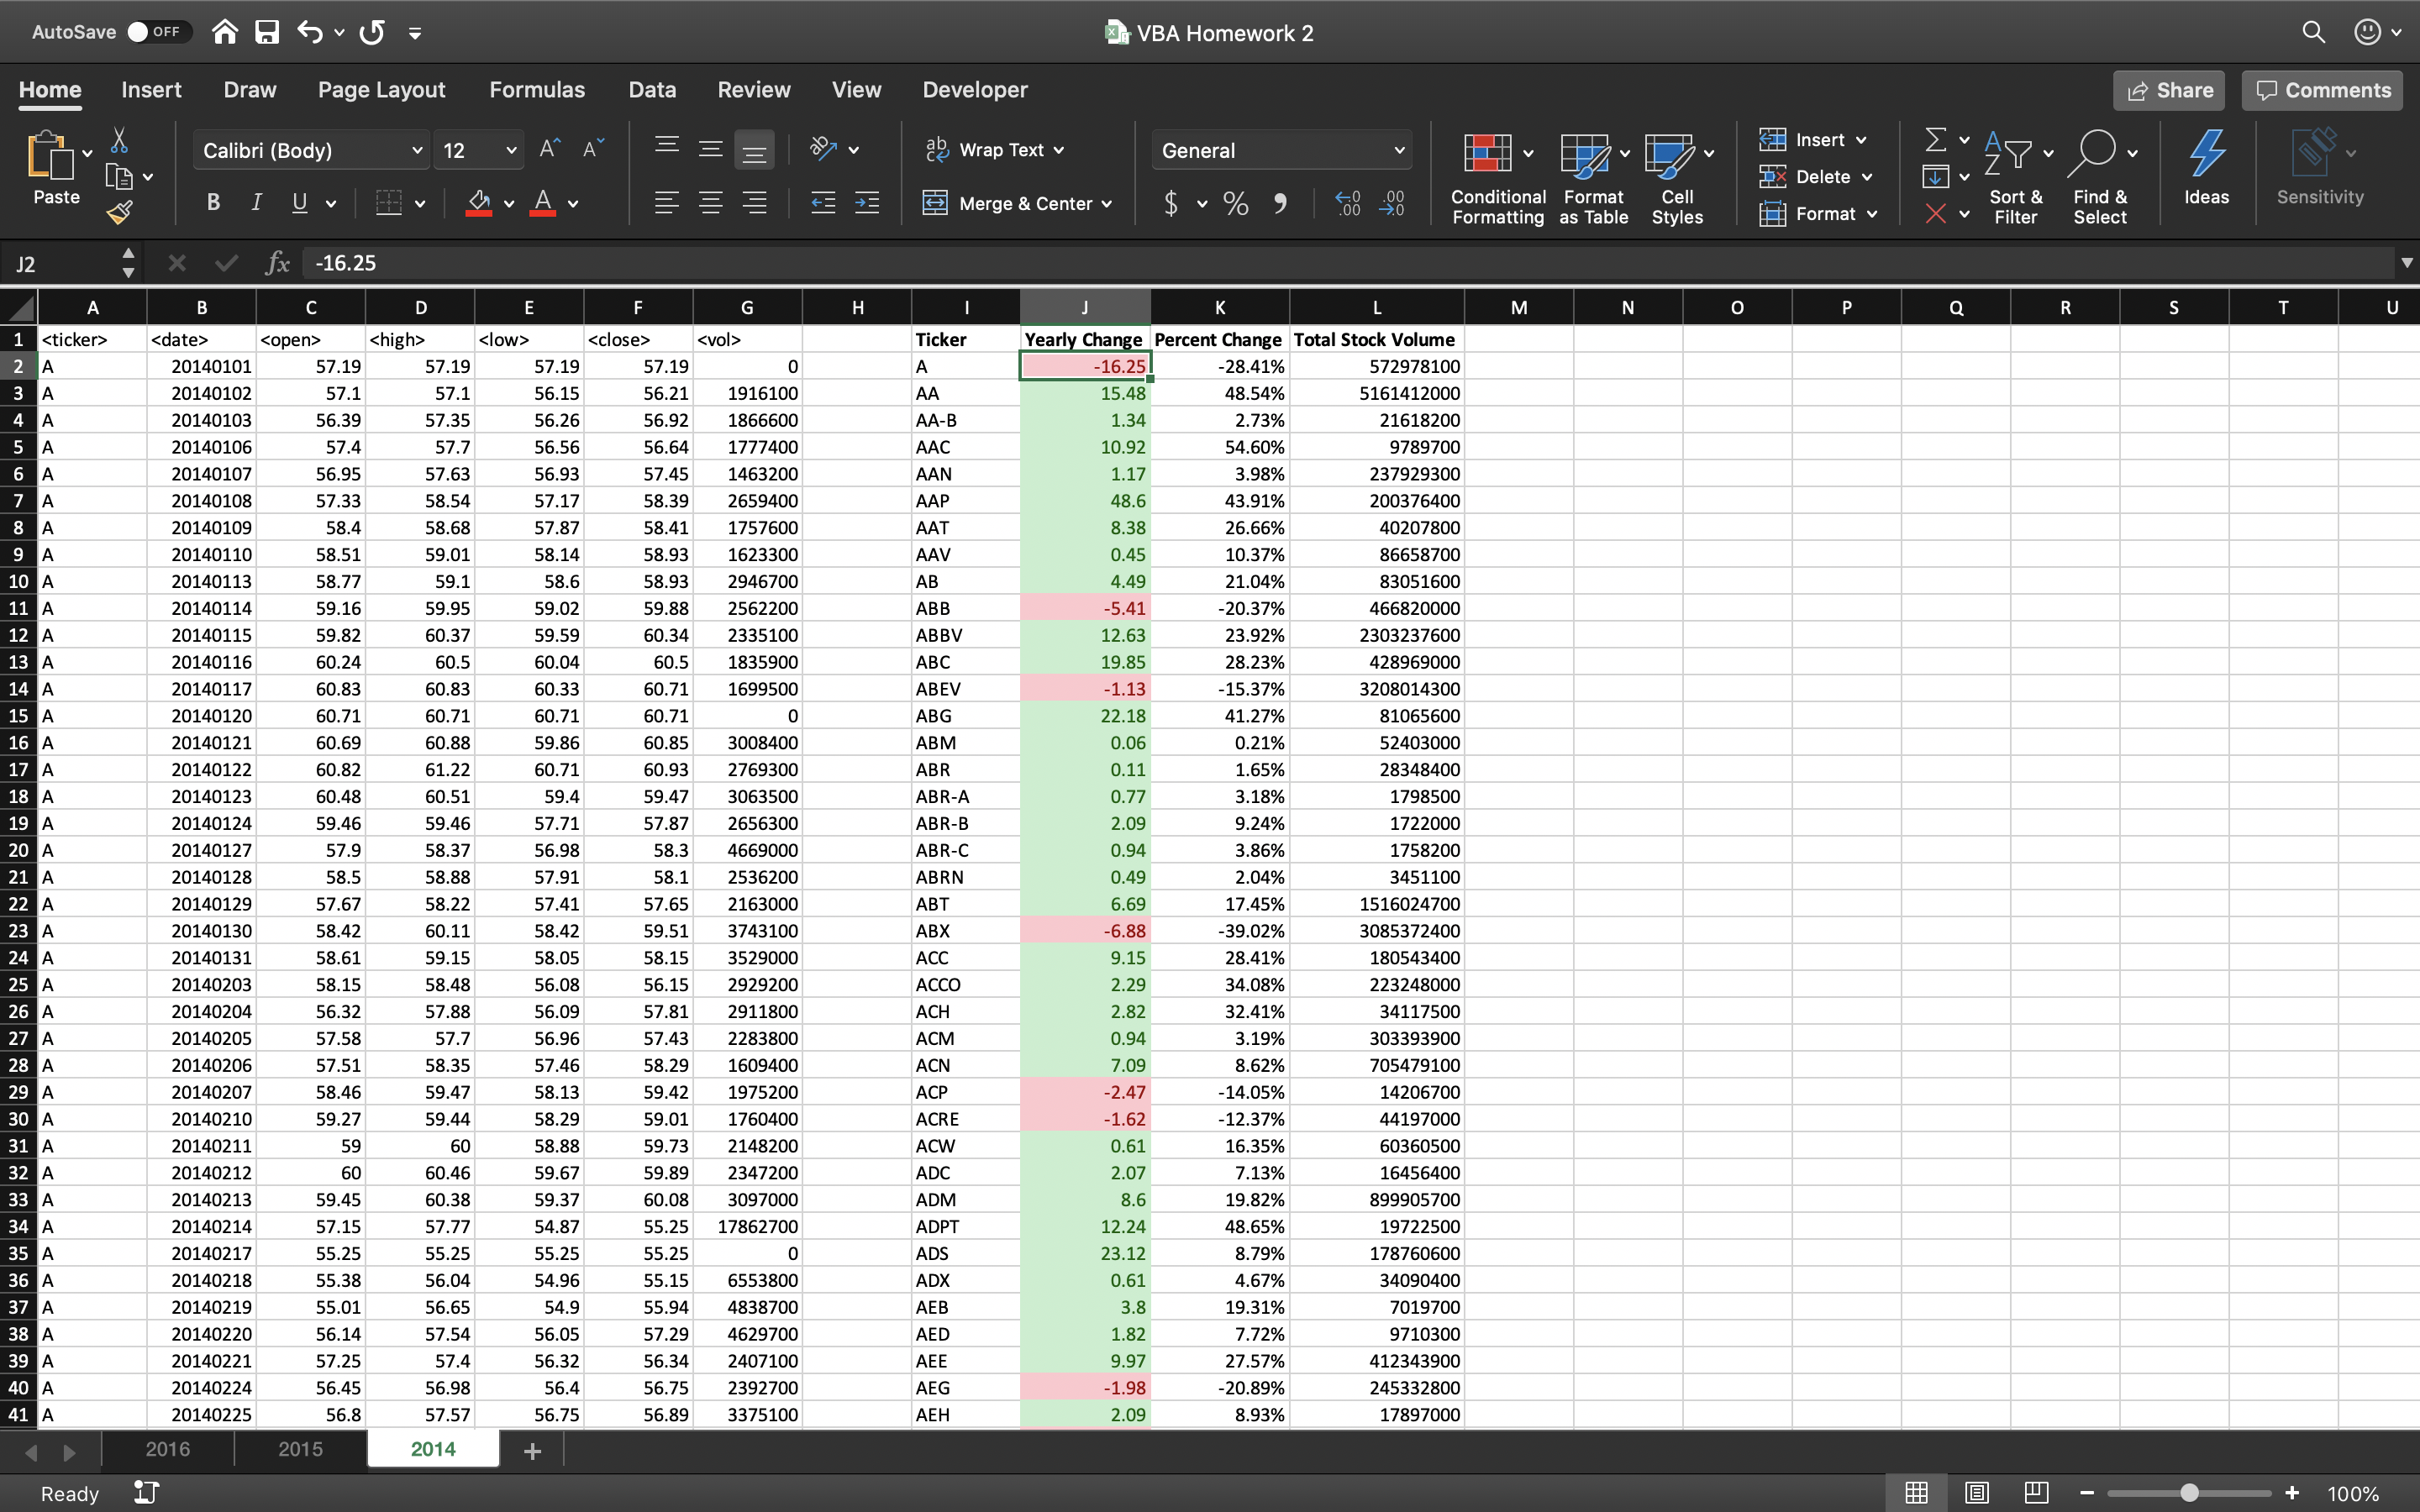 AutoSave OFF VBA Homework 2
Home Insert Draw Page Layout Formulas Data Review View Developer Share Comments
Paste Calibri (Body) 12 A A ab Wrap Text General Conditional Formatting Format as Table Cell Styles Insert Delete Format Sort & Filter Find & Select Ideas Sensitivity
B I U A Merge & Center $ % , .00 .00
J2 fx -16.25
A B C D E F G H I J K L M N O P Q R S T U
1 <ticker> <date> <open> <high> <low> <close> <vol> Ticker Yearly Change Percent Change Total Stock Volume
2 A 20140101 57.19 57.19 57.19 57.19 0 A -16.25 -28.41% 572978100
3 A 20140102 57.1 57.1 56.15 56.21 1916100 AA 15.48 48.54% 5161412000
4 A 20140103 56.39 57.35 56.26 56.92 1866600 AA-B 1.34 2.73% 21618200
5 A 20140106 57.4 57.7 56.56 56.64 1777400 AAC 10.92 54.60% 9789700
6 A 20140107 56.95 57.63 56.93 57.45 1463200 AAN 1.17 3.98% 237929300
7 A 20140108 57.33 58.54 57.17 58.39 2659400 AAP 48.6 43.91% 200376400
8 A 20140109 58.4 58.68 57.87 58.41 1757600 AAT 8.38 26.66% 40207800
9 A 20140110 58.51 59.01 58.14 58.93 1623300 AAV 0.45 10.37% 86658700
10 A 20140113 58.77 59.1 58.6 58.93 2946700 AB 4.49 21.04% 83051600
11 A 20140114 59.16 59.95 59.02 59.88 2562200 ABB -5.41 -20.37% 466820000
12 A 20140115 59.82 60.37 59.59 60.34 2335100 ABBV 12.63 23.92% 2303237600
13 A 20140116 60.24 60.5 60.04 60.5 1835900 ABC 19.85 28.23% 428969000
14 A 20140117 60.83 60.83 60.33 60.71 1699500 ABEV -1.13 -15.37% 3208014300
15 A 20140120 60.71 60.71 60.71 60.71 0 ABG 22.18 41.27% 81065600
16 A 20140121 60.69 60.88 59.86 60.85 3008400 ABM 0.06 0.21% 52403000
17 A 20140122 60.82 61.22 60.71 60.93 2769300 ABR 0.11 1.65% 28348400
18 A 20140123 60.48 60.51 59.4 59.47 3063500 ABR-A 0.77 3.18% 1798500
19 A 20140124 59.46 59.46 57.71 57.87 2656300 ABR-B 2.09 9.24% 1722000
20 A 20140127 57.9 58.37 56.98 58.3 4669000 ABR-C 0.94 3.86% 1758200
21 A 20140128 58.5 58.88 57.91 58.1 2536200 ABRN 0.49 2.04% 3451100
22 A 20140129 57.67 58.22 57.41 57.65 2163000 ABT 6.69 17.45% 1516024700
23 A 20140130 58.42 60.11 58.42 59.51 3743100 ABX -6.88 -39.02% 3085372400
24 A 20140131 58.61 59.15 58.05 58.15 3529000 ACC 9.15 28.41% 180543400
25 A 20140203 58.15 58.48 56.08 56.15 2929200 ACCO 2.29 34.08% 223248000
26 A 20140204 56.32 57.88 56.09 57.81 2911800 ACH 2.82 32.41% 34117500
27 A 20140205 57.58 57.7 56.96 57.43 2283800 ACM 0.94 3.19% 303393900
28 A 20140206 57.51 58.35 57.46 58.29 1609400 ACN 7.09 8.62% 705479100
29 A 20140207 58.46 59.47 58.13 59.42 1975200 ACP -2.47 -14.05% 14206700
30 A 20140210 59.27 59.44 58.29 59.01 1760400 ACRE -1.62 -12.37% 44197000
31 A 20140211 59 60 58.88 59.73 2148200 ACW 0.61 16.35% 60360500
32 A 20140212 60 60.46 59.67 59.89 2347200 ADC 2.07 7.13% 16456400
33 A 20140213 59.45 60.38 59.37 60.08 3097000 ADM 8.6 19.82% 899905700
34 A 20140214 57.15 57.77 54.87 55.25 17862700 ADPT 12.24 48.65% 19722500
35 A 20140217 55.25 55.25 55.25 55.25 0 ADS 23.12 8.79% 178760600
36 A 20140218 55.38 56.04 54.96 55.15 6553800 ADX 0.61 4.67% 34090400
37 A 20140219 55.01 56.65 54.9 55.94 4838700 AEB 3.8 19.31% 7019700
38 A 20140220 56.14 57.54 56.05 57.29 4629700 AED 1.82 7.72% 9710300
39 A 20140221 57.25 57.4 56.32 56.34 2407100 AEE 9.97 27.57% 412343900
40 A 20140224 56.45 56.98 56.4 56.75 2392700 AEG -1.98 -20.89% 245332800
41 A 20140225 56.8 57.57 56.75 56.89 3375100 AEH 2.09 8.93% 17897000
2016 2015 2014 +
Ready 100%